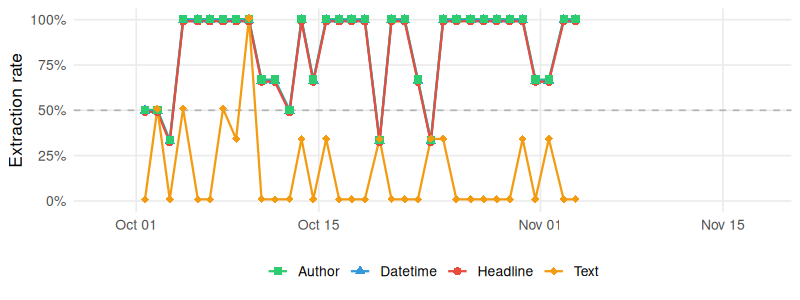 Extraction rate
100%
75%
50%
25%
0%
Oct 01 Oct 15 Nov 01 Nov 15
Author Datetime Headline Text